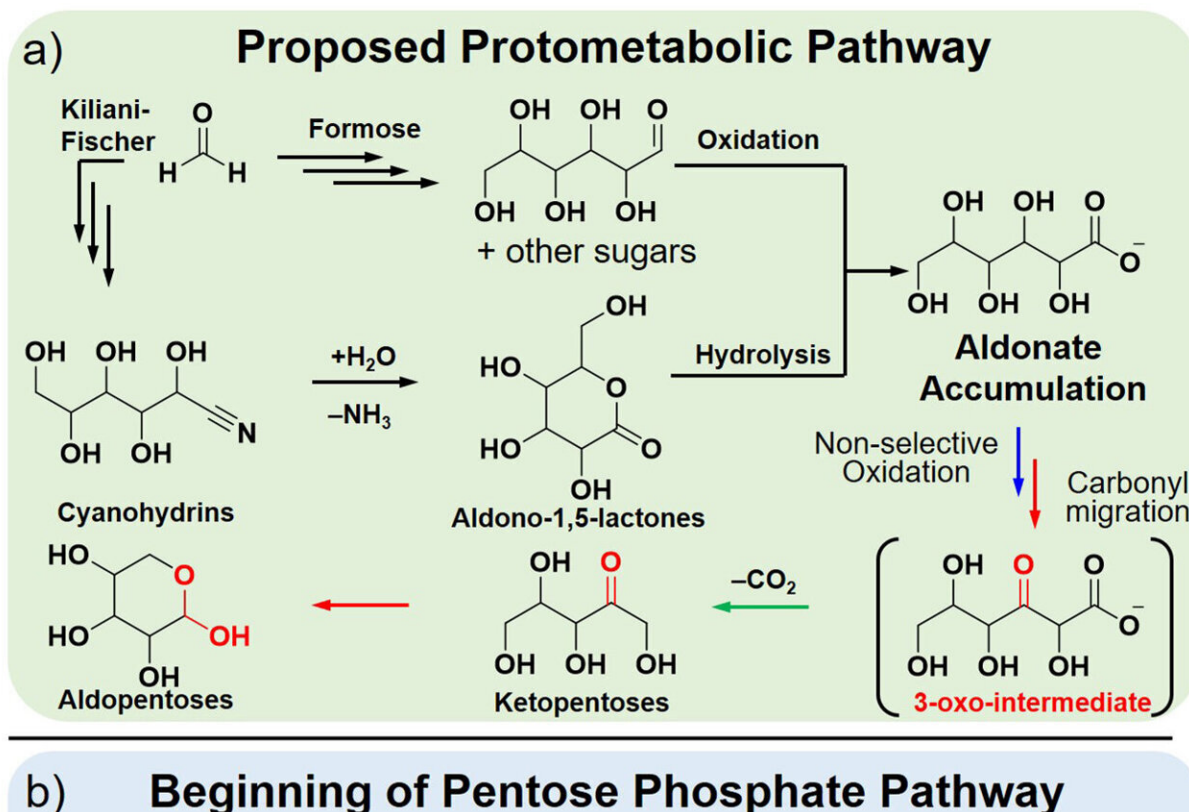 a) Proposed Protometabolic Pathway
Kiliani-
Fischer
O
H H
Formose
OH OH O
OH OH OH
+ other sugars
Oxidation
OH OH O
O–
OH OH OH
Aldonate
Accumulation
OH OH OH
N
OH OH
Cyanohydrins
+H2O
–NH3
OH
HO
O
HO
O
OH
Aldono-1,5-lactones
Hydrolysis
Non-selective
Oxidation
Carbonyl
migration
OH O O
O–
OH OH OH
3-oxo-intermediate
–CO2
OH O
OH OH OH
Ketopentoses
HO
O
HO
OH
OH
Aldopentoses
b) Beginning of Pentose Phosphate Pathway